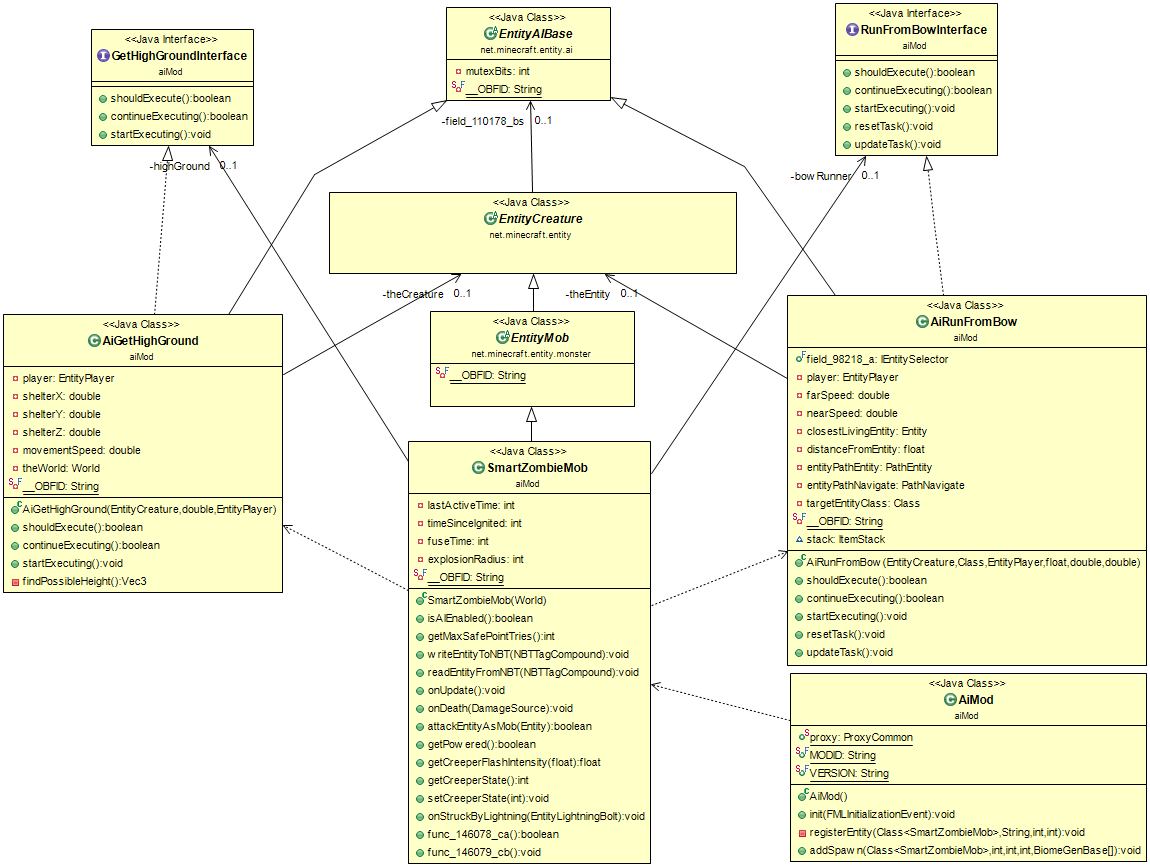 <<Java Interface>>
GetHighGroundInterface
aiMod
shouldExecute():boolean
continueExecuting():boolean
startExecuting():void
<<Java Class>>
EntityAIBase
net.minecraft.entity.ai
mutexBits: int
__OBFID: String
<<Java Interface>>
RunFromBowInterface
aiMod
shouldExecute():boolean
continueExecuting():boolean
startExecuting():void
resetTask():void
updateTask():void
-field_110178_bs 0..1
-highGround 0..1
-bowRunner 0..1
<<Java Class>>
EntityCreature
net.minecraft.entity
-theCreature 0..1
-theEntity 0..1
<<Java Class>>
AiGetHighGround
aiMod
player: EntityPlayer
shelterX: double
shelterY: double
shelterZ: double
movementSpeed: double
theWorld: World
__OBFID: String
AiGetHighGround(EntityCreature,double,EntityPlayer)
shouldExecute():boolean
continueExecuting():boolean
startExecuting():void
findPossibleHeight():Vec3
<<Java Class>>
EntityMob
net.minecraft.entity.monster
__OBFID: String
<<Java Class>>
AiRunFromBow
aiMod
field_98218_a: IEntitySelector
player: EntityPlayer
farSpeed: double
nearSpeed: double
closestLivingEntity: Entity
distanceFromEntity: float
entityPathEntity: PathEntity
entityPathNavigate: PathNavigate
targetEntityClass: Class
__OBFID: String
stack: ItemStack
AiRunFromBow(EntityCreature,Class,EntityPlayer,float,double,double)
shouldExecute():boolean
continueExecuting():boolean
startExecuting():void
resetTask():void
updateTask():void
<<Java Class>>
SmartZombieMob
aiMod
lastActiveTime: int
timeSinceIgnited: int
fuseTime: int
explosionRadius: int
__OBFID: String
SmartZombieMob(World)
isAIEnabled():boolean
getMaxSafePointTries():int
writeEntityToNBT(NBTTagCompound):void
readEntityFromNBT(NBTTagCompound):void
onUpdate():void
onDeath(DamageSource):void
attackEntityAsMob(Entity):boolean
getPowered():boolean
getCreeperFlashIntensity(float):float
getCreeperState():int
setCreeperState(int):void
onStruckByLightning(EntityLightningBolt):void
func_146078_ca():boolean
func_146079_cb():void
<<Java Class>>
AiMod
aiMod
proxy: ProxyCommon
MODID: String
VERSION: String
AiMod()
init(FMLInitializationEvent):void
registerEntity(Class<SmartZombieMob>,String,int,int):void
addSpawn(Class<SmartZombieMob>,int,int,int,BiomeGenBase[]):void